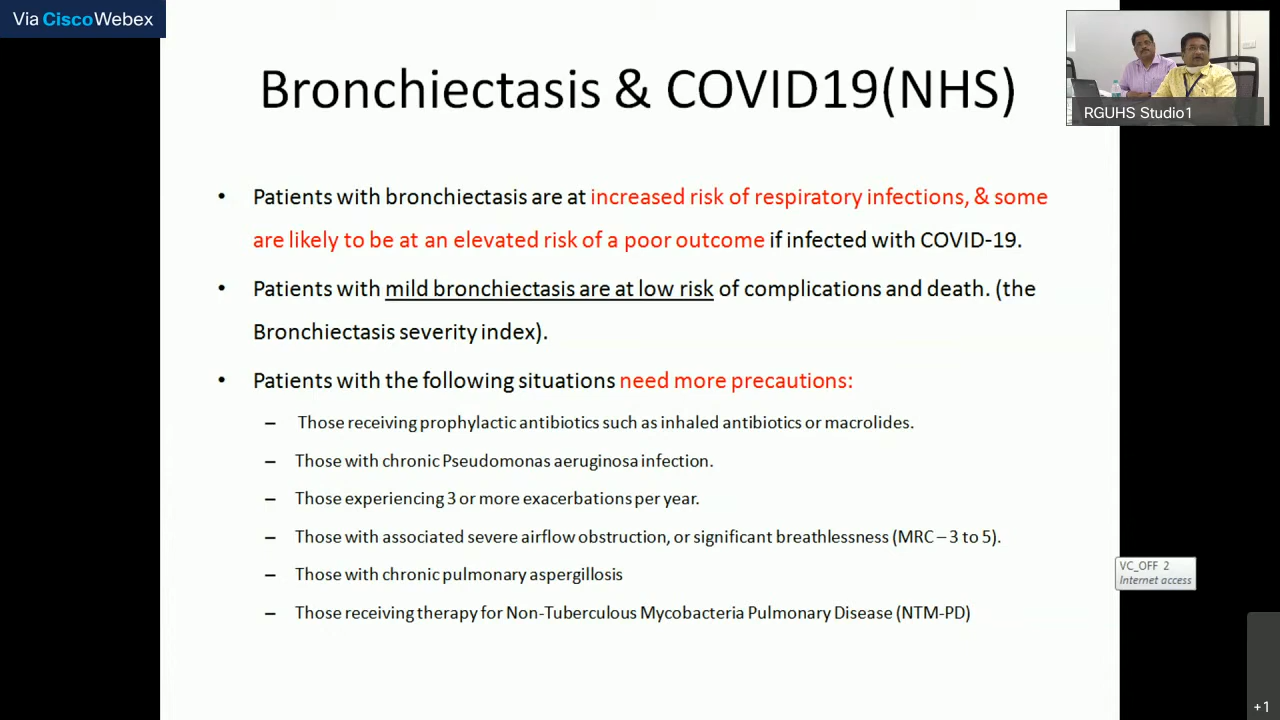 Via CiscoWebex
Bronchiectasis & COVID19(NHS)
RGUHS Studio1
• Patients with bronchiectasis are at increased risk of respiratory infections, & some
are likely to be at an elevated risk of a poor outcome if infected with COVID-19.
• Patients with mild bronchiectasis are at low risk of complications and death. (the
Bronchiectasis severity index).
• Patients with the following situations need more precautions:
– Those receiving prophylactic antibiotics such as inhaled antibiotics or macrolides.
– Those with chronic Pseudomonas aeruginosa infection.
– Those experiencing 3 or more exacerbations per year.
– Those with associated severe airflow obstruction, or significant breathlessness (MRC – 3 to 5).
– Those with chronic pulmonary aspergillosis
– Those receiving therapy for Non-Tuberculous Mycobacteria Pulmonary Disease (NTM-PD)
VC_OFF 2
Internet access
+1